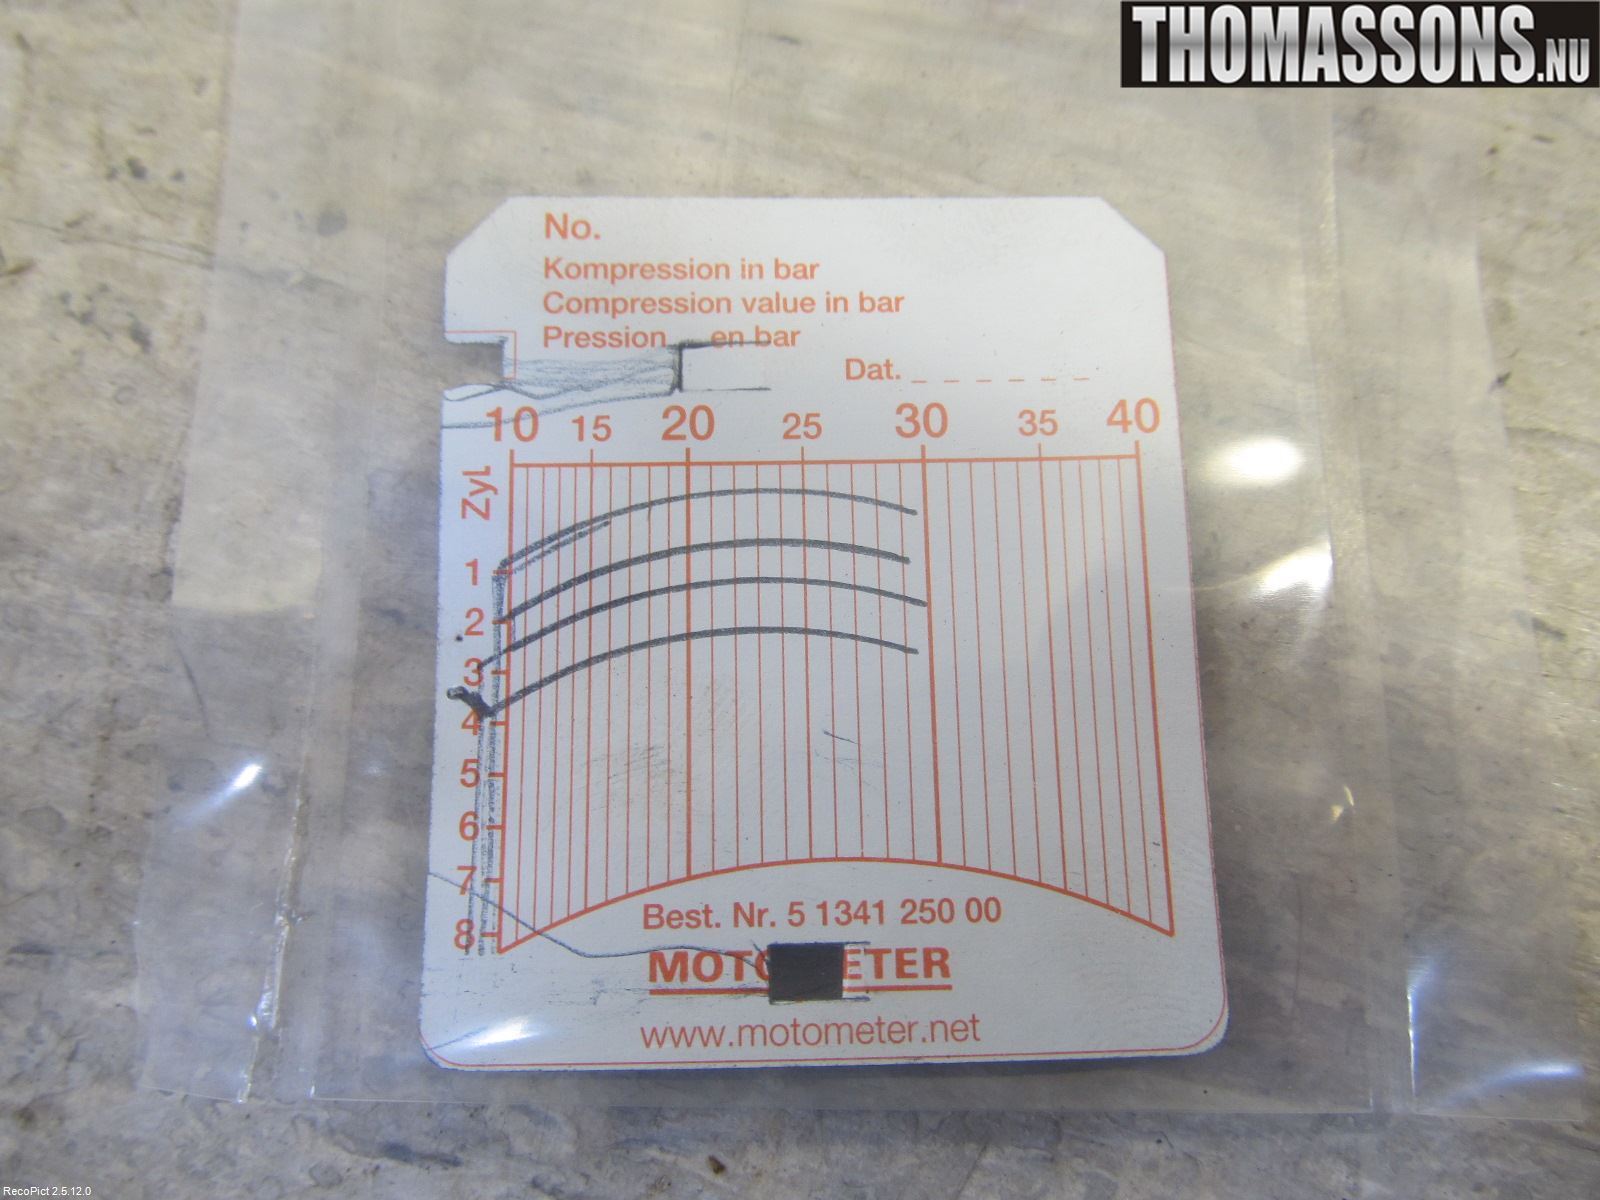 THOMASSONS.NU
No.
Kompression in bar
Compression value in bar
Pression en bar
Dat. _ _ _ _ _ _
10 15 20 25 30 35 40
Zyl.
1
2
3
4
5
6
7
8
Best. Nr. 5 1341 250 00
www.motometer.net
RecoPict 2.5.12.0